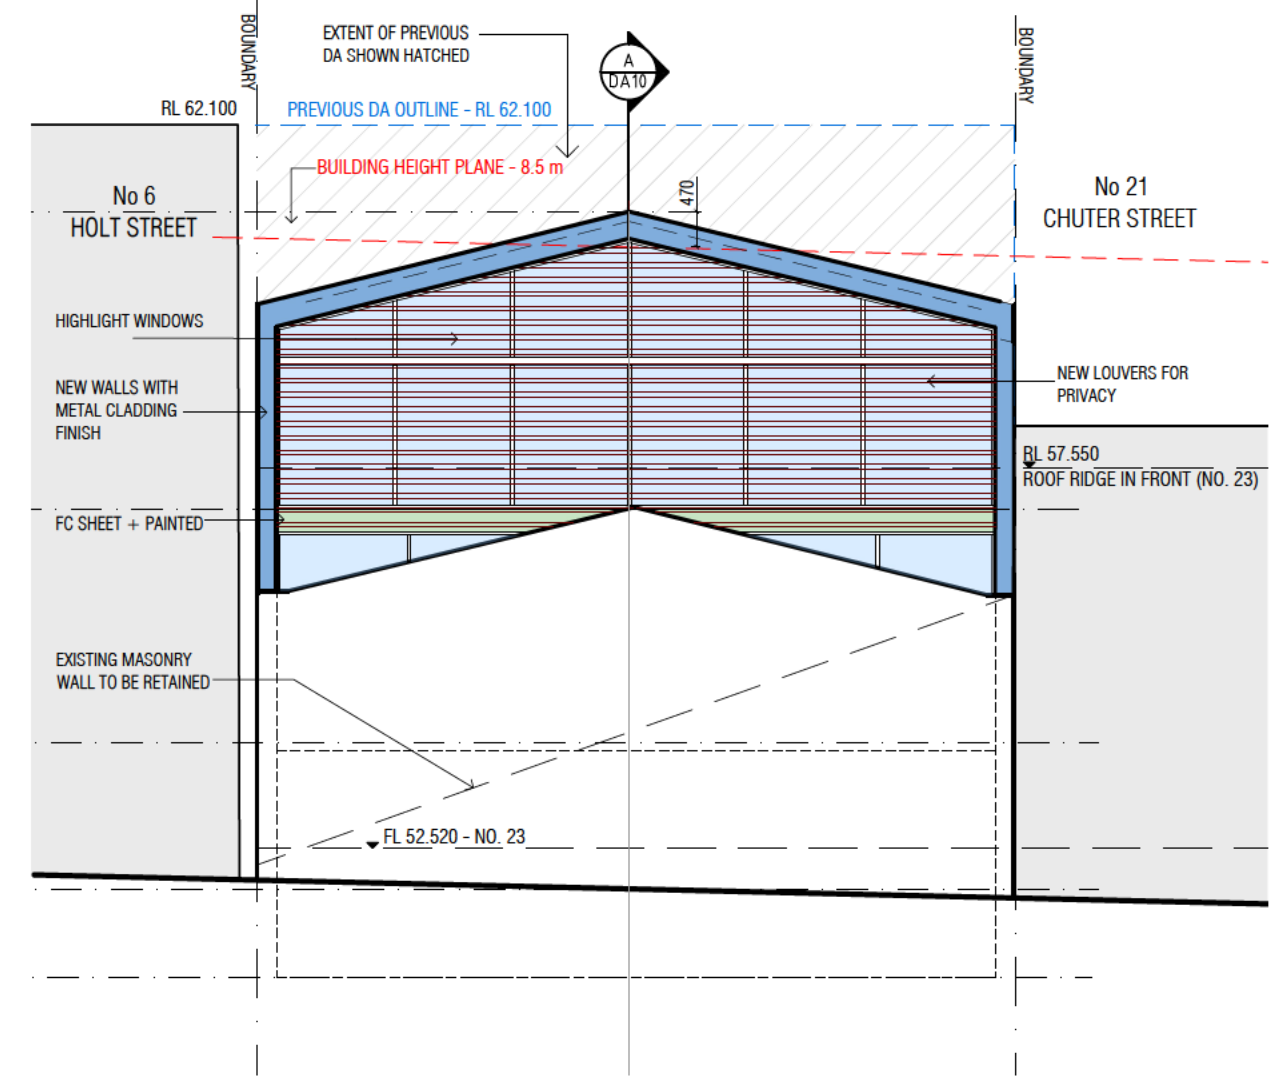 BOUNDARY
EXTENT OF PREVIOUS
DA SHOWN HATCHED
A
DA10
BOUNDARY
RL 62.100
PREVIOUS DA OUTLINE - RL 62.100
BUILDING HEIGHT PLANE - 8.5 m
470
No 6
HOLT STREET
No 21
CHUTER STREET
HIGHLIGHT WINDOWS
NEW WALLS WITH
METAL CLADDING
FINISH
NEW LOUVERS FOR
PRIVACY
RL 57.550
ROOF RIDGE IN FRONT (NO. 23)
FC SHEET + PAINTED
EXISTING MASONRY
WALL TO BE RETAINED
FL 52.520 - NO. 23